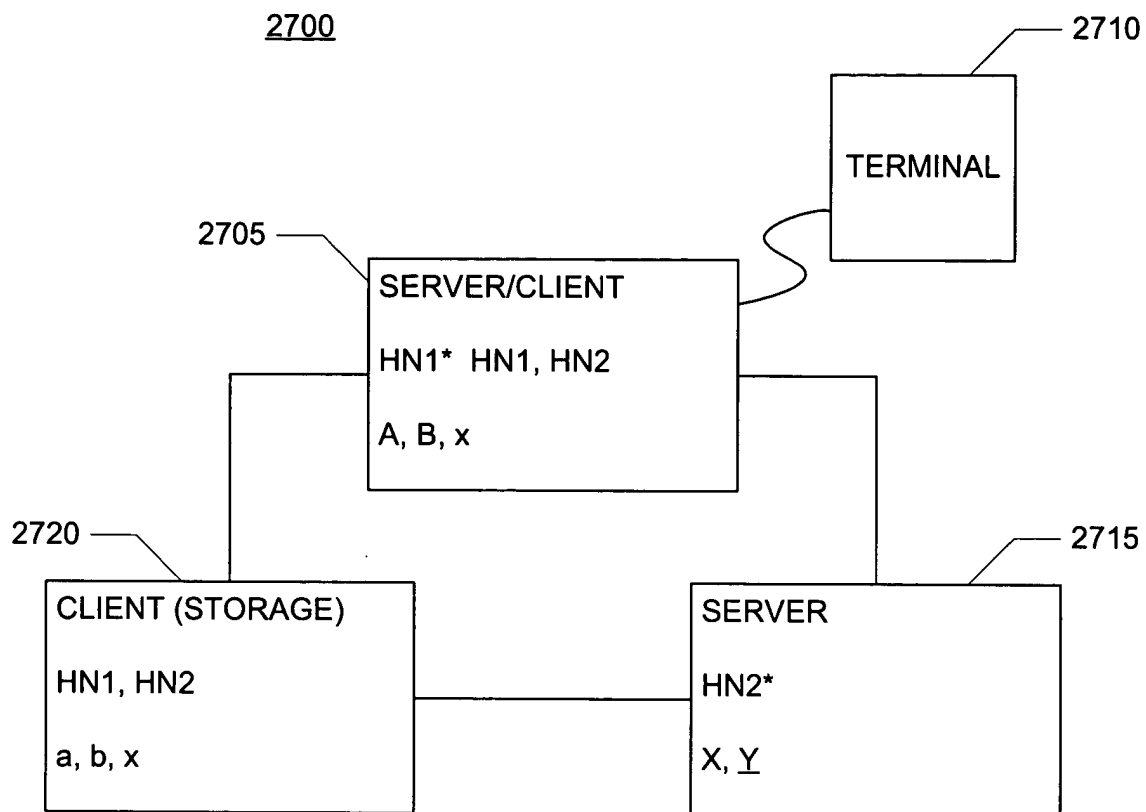 2700
2710
TERMINAL
2705
SERVER/CLIENT
HN1* HN1, HN2
A, B, x
2720
CLIENT (STORAGE)
HN1, HN2
a, b, x
2715
SERVER
HN2*
X, Y